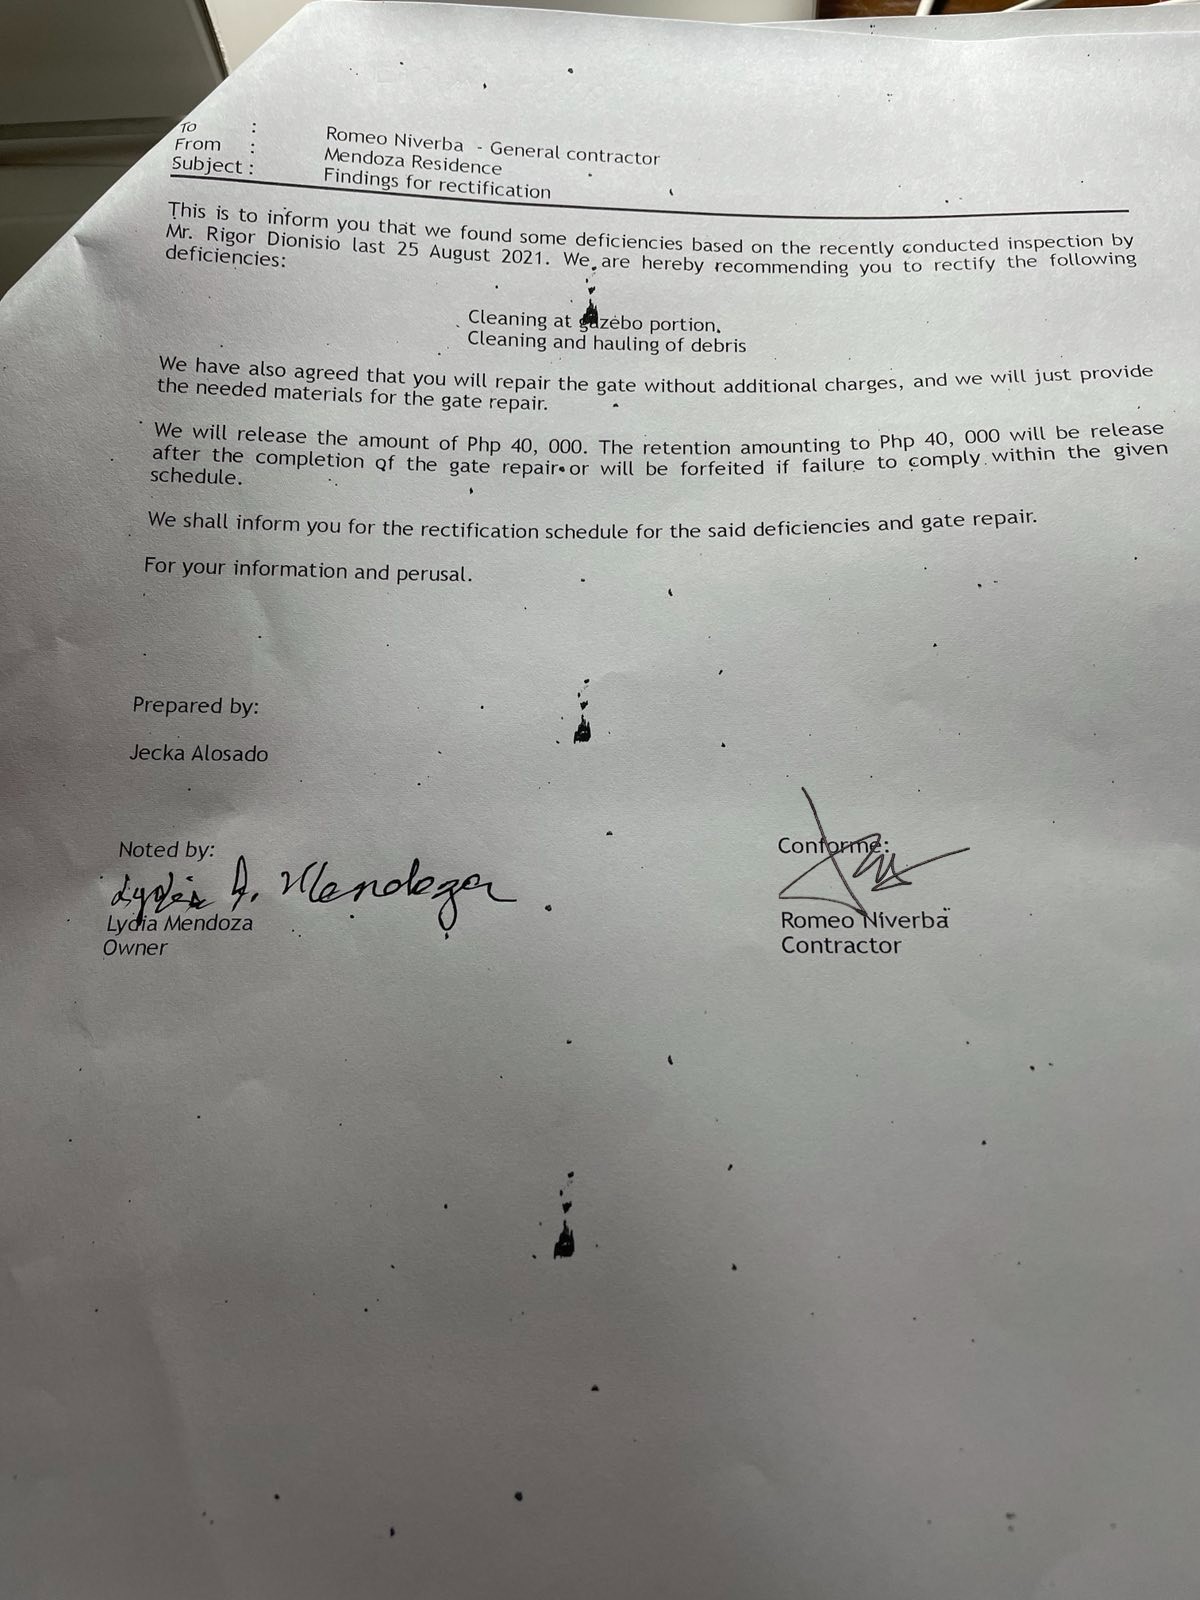 To : Romeo Niverba - General contractor
From : Mendoza Residence
Subject : Findings for rectification
This is to inform you that we found some deficiencies based on the recently conducted inspection by
Mr. Rigor Dionisio last 25 August 2021. We are hereby recommending you to rectify the following
deficiencies:
Cleaning at gazebo portion.
Cleaning and hauling of debris
We have also agreed that you will repair the gate without additional charges, and we will just provide
the needed materials for the gate repair.
We will release the amount of Php 40, 000. The retention amounting to Php 40, 000 will be release
after the completion of the gate repair or will be forfeited if failure to comply within the given
schedule.
We shall inform you for the rectification schedule for the said deficiencies and gate repair.
For your information and perusal.
Prepared by:
Jecka Alosado
Noted by:
Lydia A. Mendoza
Lydia Mendoza
Owner
Conforme:
Romeo Niverba
Contractor